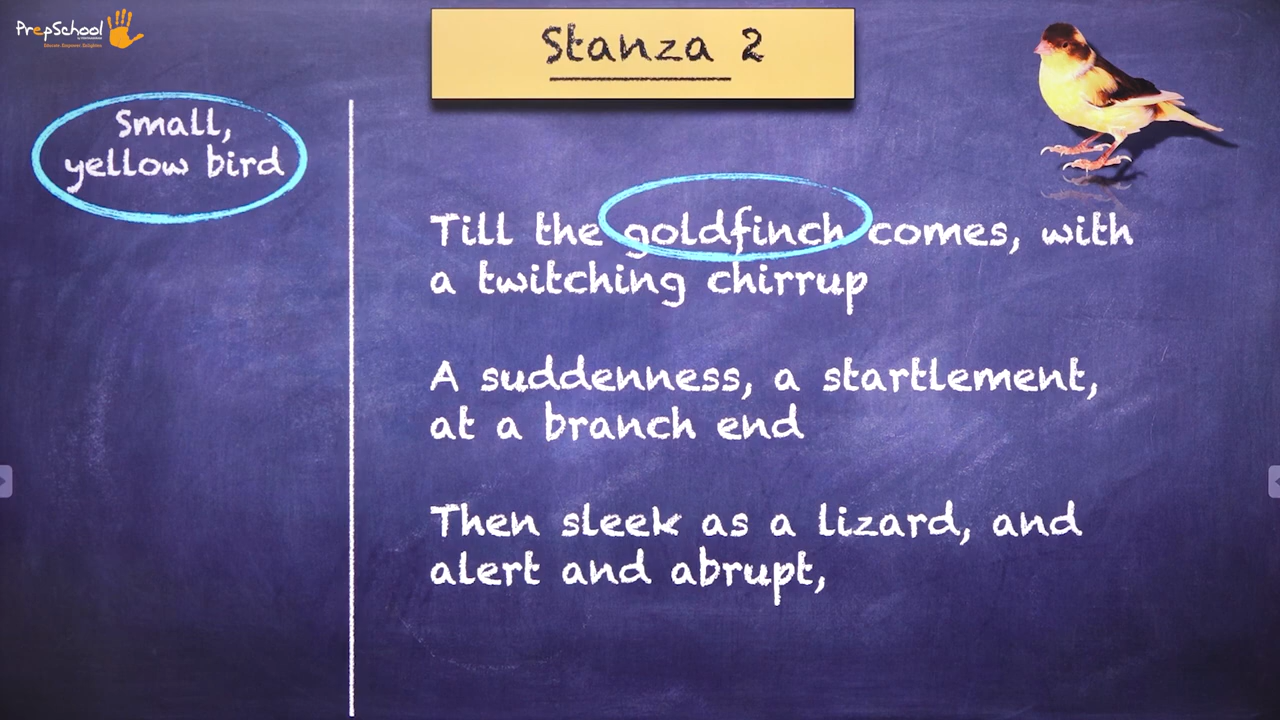 PrepSchool
Stanza 2
Small,
yellow bird
Till the goldfinch comes, with
a twitching chirrup
A suddenness, a startlement,
at a branch end
Then sleek as a lizard, and
alert and abrupt,